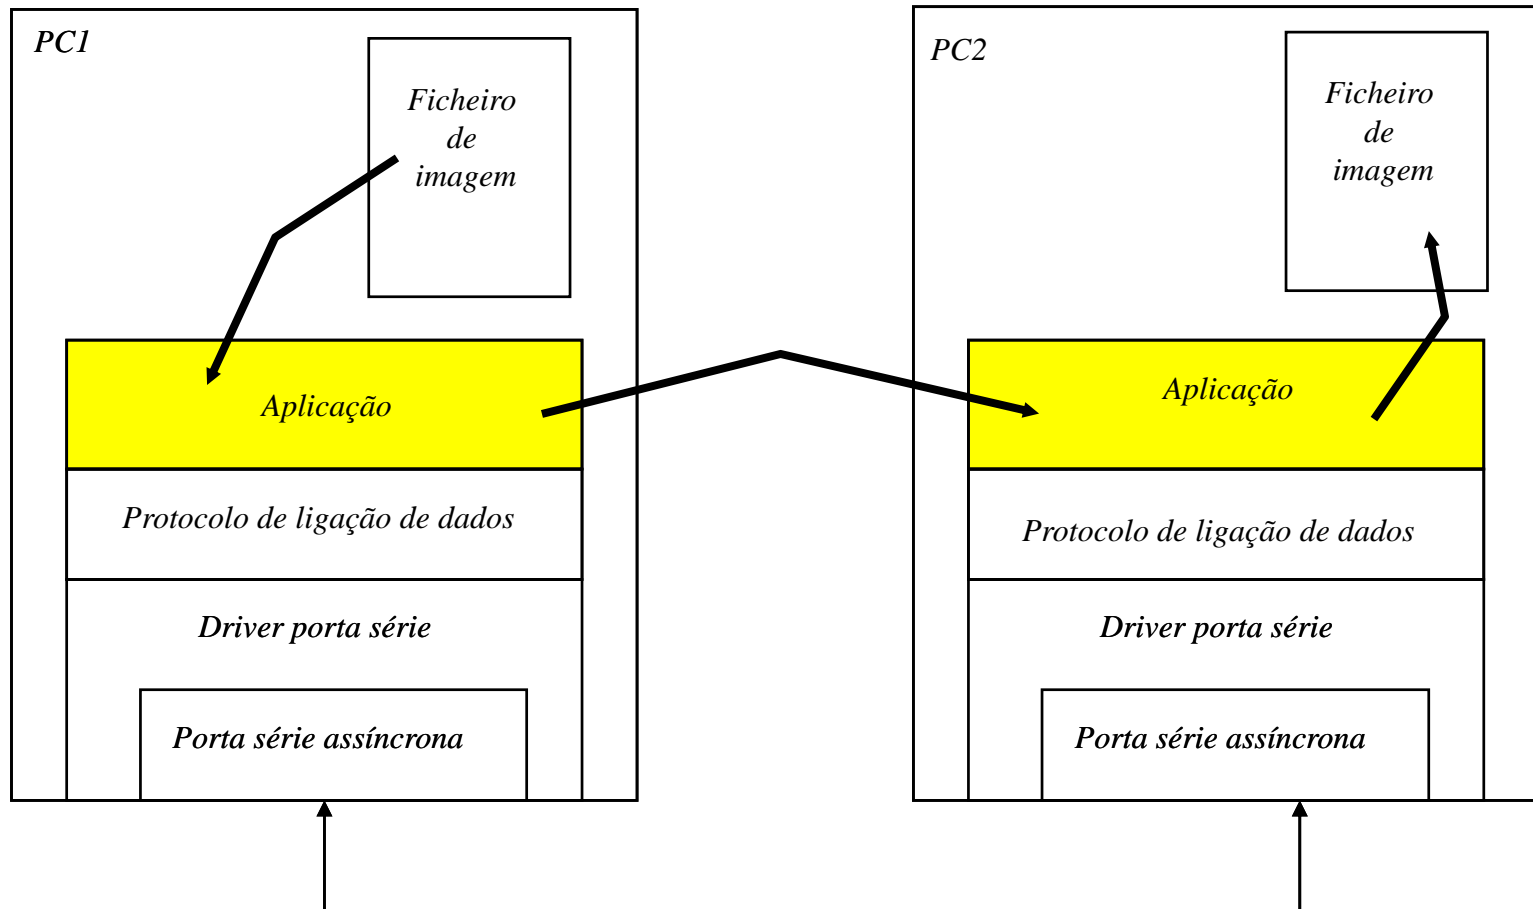 PC1
Ficheiro
de
imagem
Aplicação
Protocolo de ligação de dados
Driver porta série
Porta série assíncrona
PC2
Ficheiro
de
imagem
Aplicação
Protocolo de ligação de dados
Driver porta série
Porta série assíncrona